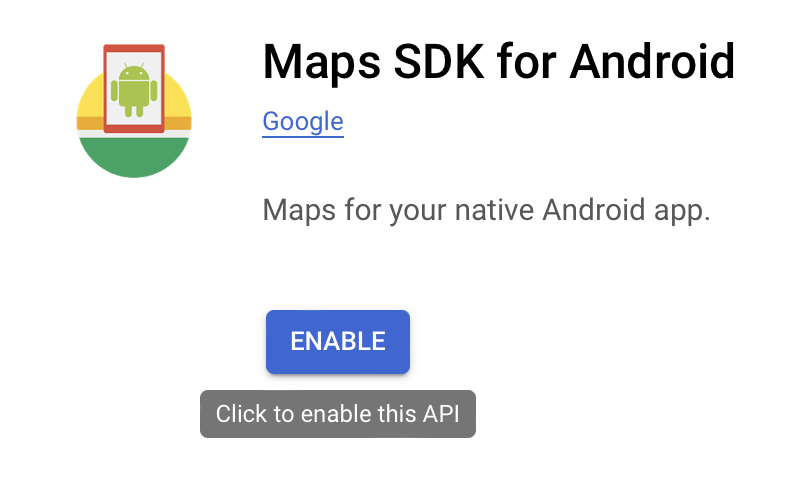 Maps SDK for Android
Google
Maps for your native Android app.
ENABLE
Click to enable this API